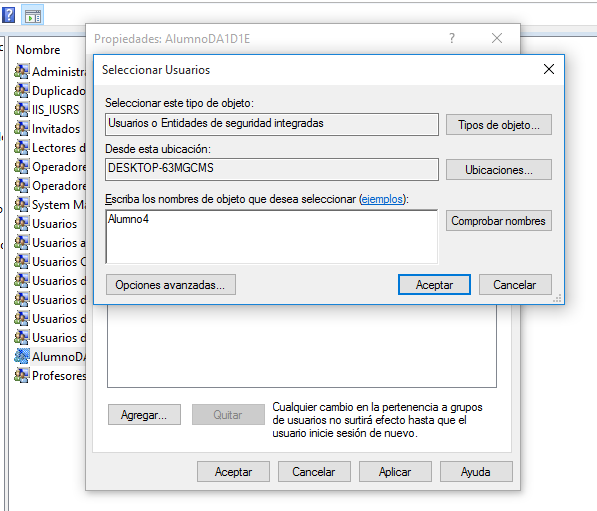 Propiedades: AlumnoDA1D1E
Nombre
Seleccionar Usuarios
Administra
Duplicado
IIS_IUSRS
Invitados
Lectores d
Operadore
Operadore
System Ma
Usuarios
Usuarios a
Usuarios C
Usuarios d
Usuarios d
Usuarios d
Usuarios d
AlumnoDA
Profesores
Seleccionar este tipo de objeto:
Usuarios o Entidades de seguridad integradas
Tipos de objeto...
Desde esta ubicación:
DESKTOP-63MGCMS
Ubicaciones...
Escriba los nombres de objeto que desea seleccionar (ejemplos):
Alumno4
Comprobar nombres
Opciones avanzadas...
Aceptar
Cancelar
Agregar...
Quitar
Cualquier cambio en la pertenencia a grupos
de usuarios no surtirá efecto hasta que el
usuario inicie sesión de nuevo.
Aceptar
Cancelar
Aplicar
Ayuda